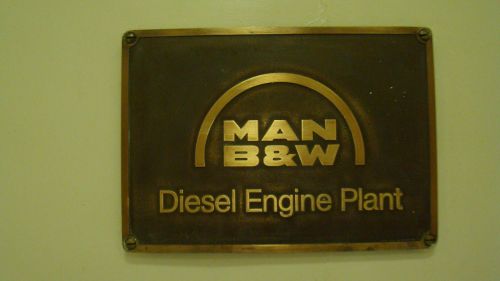 MAN
B&W
Diesel Engine Plant